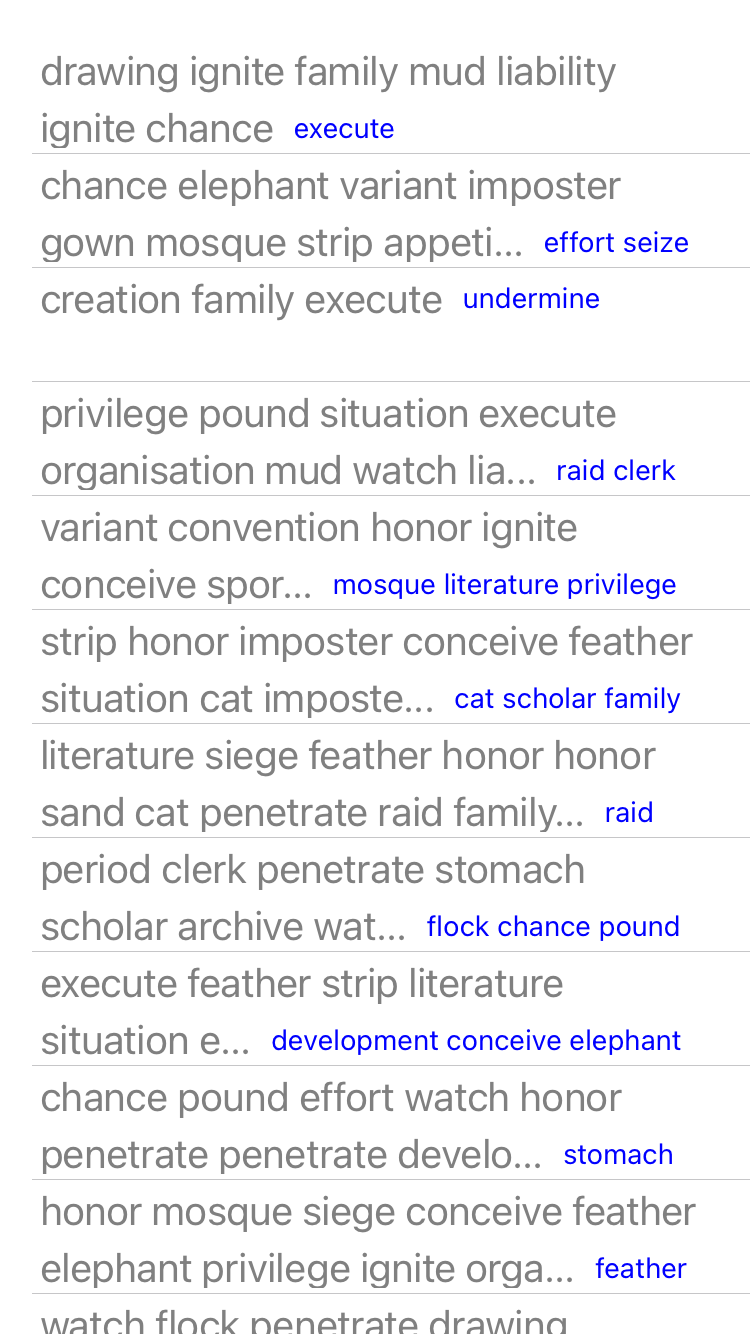 drawing ignite family mud liability
ignite chance execute
chance elephant variant imposter
gown mosque strip appeti... effort seize
creation family execute undermine
privilege pound situation execute
organisation mud watch lia... raid clerk
variant convention honor ignite
conceive spor... mosque literature privilege
strip honor imposter conceive feather
situation cat imposte... cat scholar family
literature siege feather honor honor
sand cat penetrate raid family... raid
period clerk penetrate stomach
scholar archive wat... flock chance pound
execute feather strip literature
situation e... development conceive elephant
chance pound effort watch honor
penetrate penetrate develo... stomach
honor mosque siege conceive feather
elephant privilege ignite orga... feather
watch flock penetrate drawing